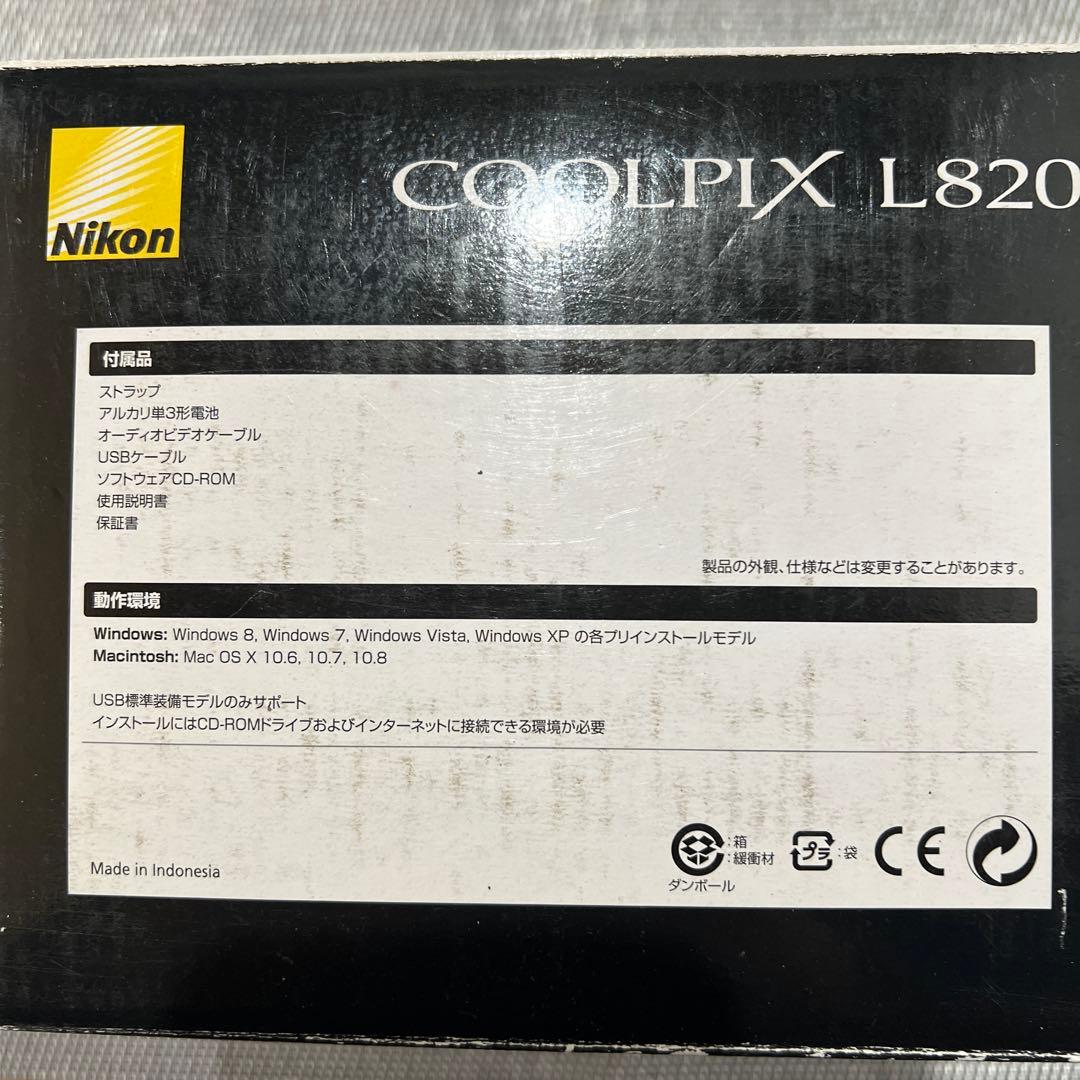 Nikon
COOLPIX L820
付属品
ストラップ
アルカリ単3形電池
オーディオビデオケーブル
USBケーブル
ソフトウェアCD-ROM
使用説明書
保証書
製品の外観、仕様などは変更することがあります。
動作環境
Windows: Windows 8, Windows 7, Windows Vista, Windows XP の各プリインストールモデル
Macintosh: Mac OS X 10.6, 10.7, 10.8
USB標準装備モデルのみサポート
インストールにはCD-ROMドライブおよびインターネットに接続できる環境が必要
:箱
:緩衝材
ダンボール
プラ
:袋
CE
Made in Indonesia